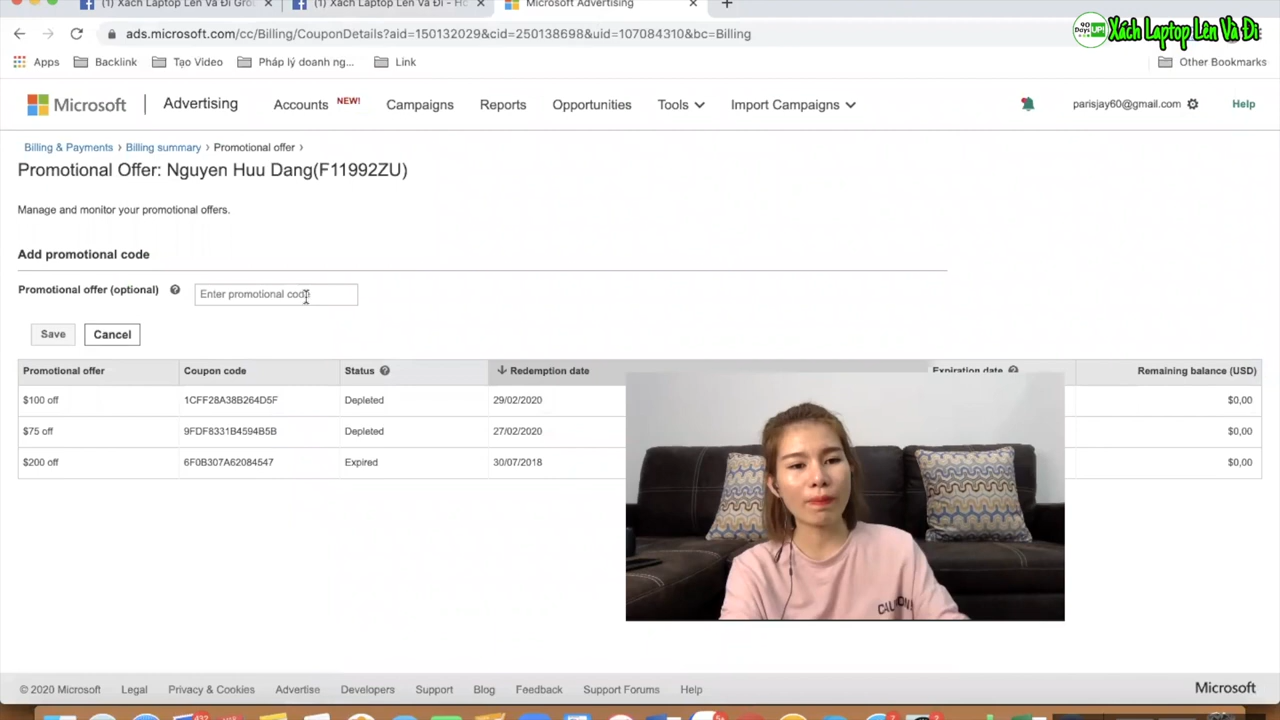 (1) Xách Laptop Lên Và Đi Gro
(1) Xách Laptop Lên Và Đi - Ho
Microsoft Advertising
ads.microsoft.com/cc/Billing/CouponDetails?aid=150132029&cid=250138698&uid=107084310&bc=Billing
90 Days UP!
Xách Laptop Lên Và Đi
Apps
Backlink
Tạo Video
Pháp lý doanh ng...
Link
Other Bookmarks
Microsoft
Advertising
Accounts NEW!
Campaigns
Reports
Opportunities
Tools
Import Campaigns
parisjay60@gmail.com
Help
Billing & Payments › Billing summary › Promotional offer ›
Promotional Offer: Nguyen Huu Dang(F11992ZU)
Manage and monitor your promotional offers.
Add promotional code
Promotional offer (optional)
Enter promotional code
Save
Cancel
Promotional offer Coupon code Status Redemption date Expiration date Remaining balance (USD)
$100 off 1CFF28A38B264D5F Depleted 29/02/2020 $0,00
$75 off 9FDF8331B4594B5B Depleted 27/02/2020 $0,00
$200 off 6F0B307A62084547 Expired 30/07/2018 $0,00
© 2020 Microsoft Legal Privacy & Cookies Advertise Developers Support Blog Feedback Support Forums Help
Microsoft